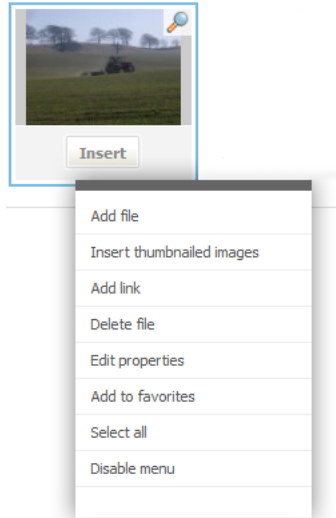 Insert
Add file
Insert thumbnailed images
Add link
Delete file
Edit properties
Add to favorites
Select all
Disable menu